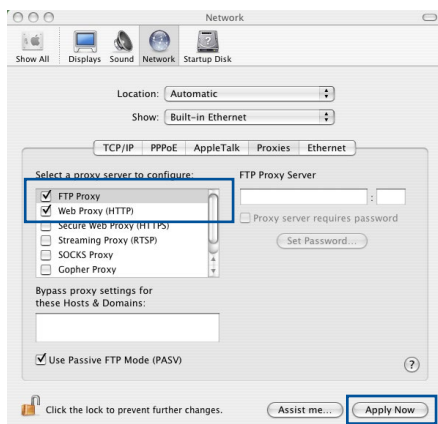 Network
Show All Displays Sound Network Startup Disk
Location: Automatic
Show: Built-in Ethernet
TCP/IP PPPoE AppleTalk Proxies Ethernet
Select a proxy server to configure: FTP Proxy Server
FTP Proxy
:
Web Proxy (HTTP)
Proxy server requires password
Secure Web Proxy (HTTPS)
Streaming Proxy (RTSP) Set Password...
SOCKS Proxy
Gopher Proxy
Bypass proxy settings for
these Hosts & Domains:
Use Passive FTP Mode (PASV) ?
Click the lock to prevent further changes. Assist me... Apply Now